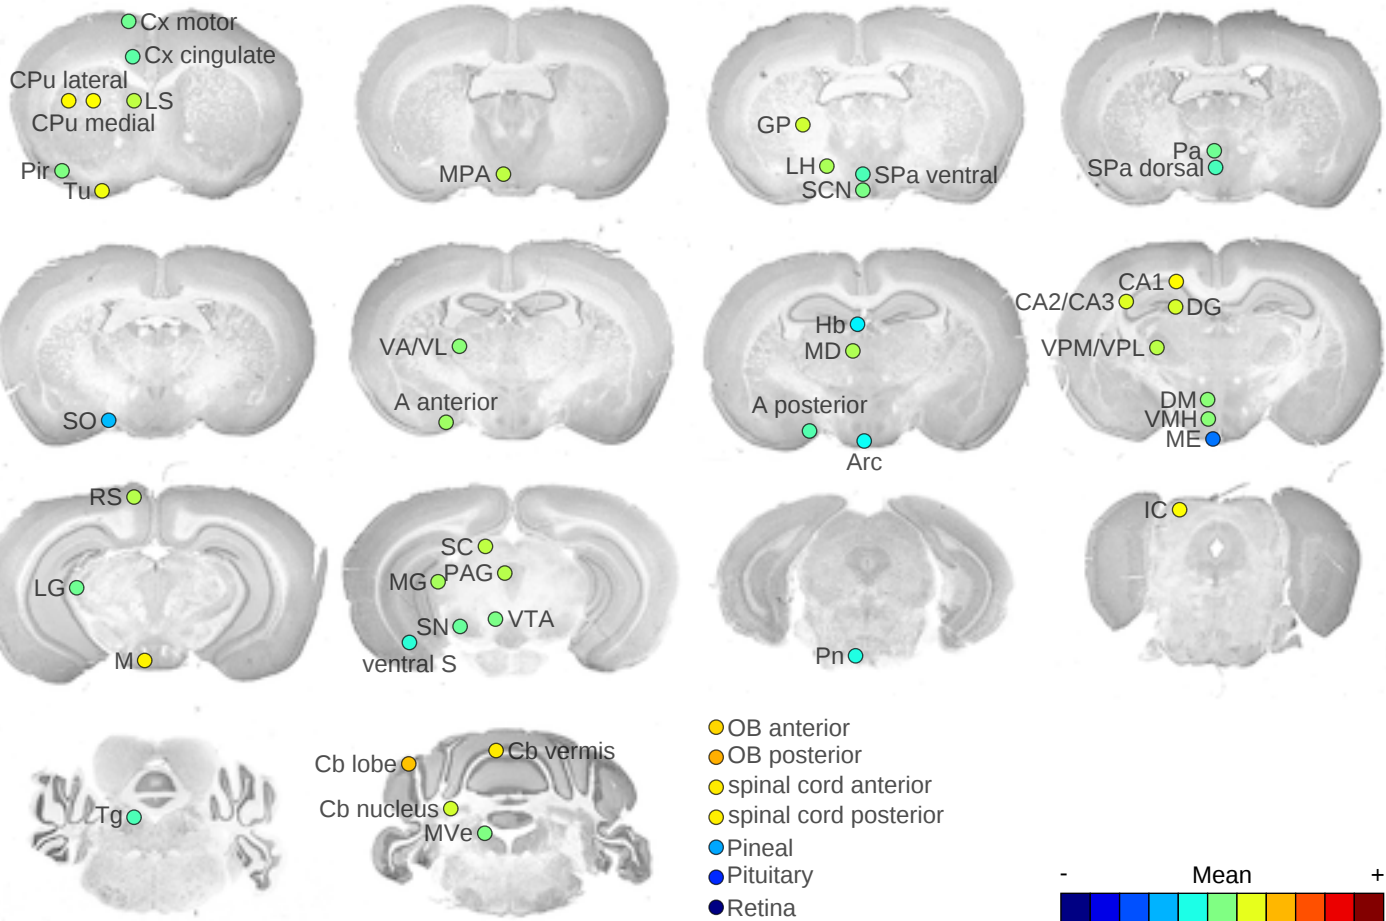 Cx motor
Cx cingulate
CPu lateral
LS
CPu medial
Pir
Tu
MPA
GP
LH
SPa ventral
SCN
Pa
SPa dorsal
SO
VA/VL
A anterior
Hb
MD
A posterior
Arc
CA1
CA2/CA3
DG
VPM/VPL
DM
VMH
ME
RS
LG
M
SC
MG
PAG
SN
VTA
ventral S
Pn
IC
Tg
Cb lobe
Cb vermis
Cb nucleus
MVe
OB anterior
OB posterior
spinal cord anterior
spinal cord posterior
Pineal
Pituitary
Retina
- Mean +